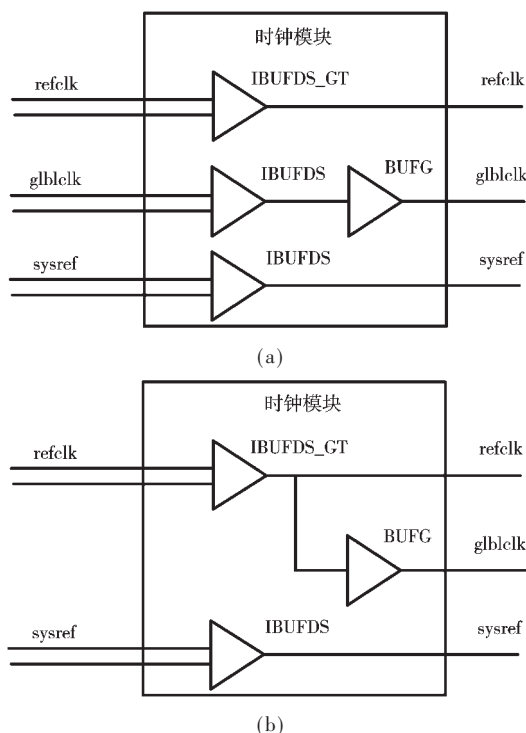 时钟模块
IBUFDS_GT
refclk
refclk
IBUFDS
BUFG
glblclk
glblclk
IBUFDS
sysref
sysref
(a)
时钟模块
IBUFDS_GT
refclk
refclk
BUFG
glblclk
IBUFDS
sysref
sysref
(b)